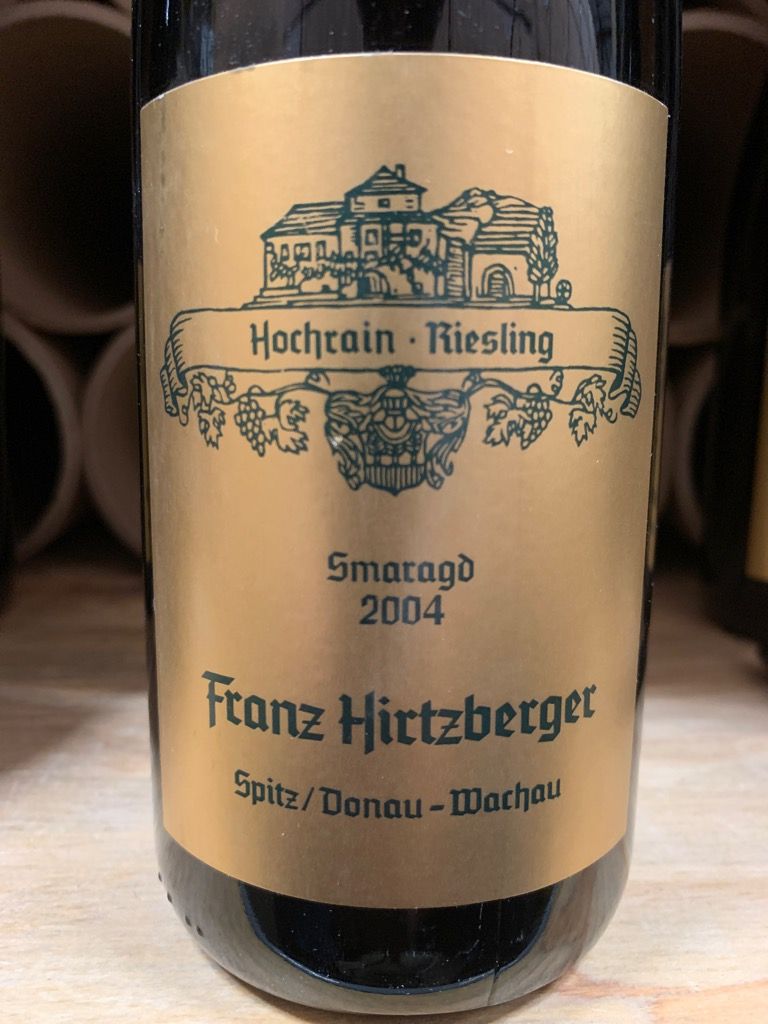 Hochrain · Riesling
Smaragd
2004
Franz Hirtzberger
Spitz/Donau-Wachau